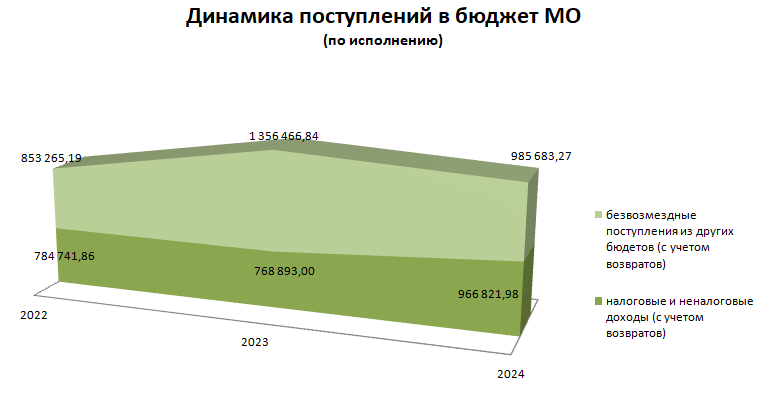 Динамика поступлений в бюджет МО
(по исполнению)
1 356 466,84
853 265,19
985 683,27
784 741,86
768 893,00
966 821,98
2022
2023
2024
безвозмездные
поступления из других
бюдетов (с учетом
возвратов)
налоговые и неналоговые
доходы (с учетом
возвратов)